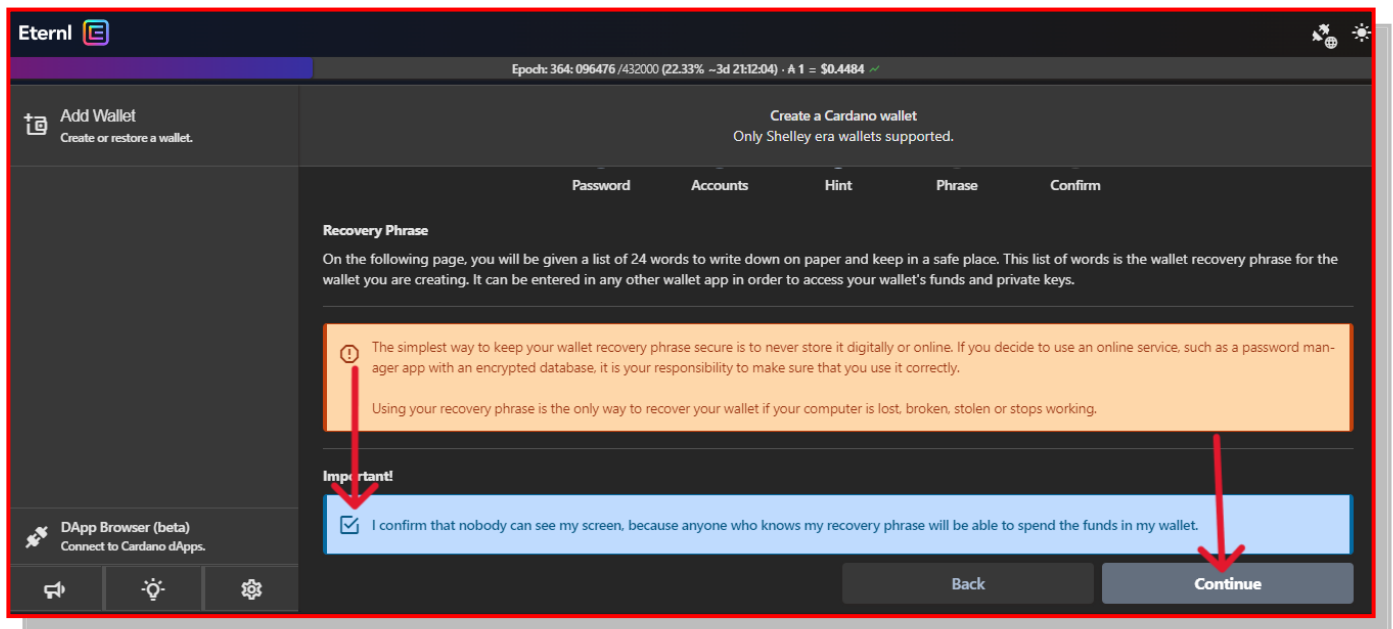 Eternl
Epoch: 364: 096476 /432000 (22.33% ~3d 21:12:04) · ₳ 1 = $0.4484
Add Wallet
Create or restore a wallet.
Create a Cardano wallet
Only Shelley era wallets supported.
Password Accounts Hint Phrase Confirm
Recovery Phrase
On the following page, you will be given a list of 24 words to write down on paper and keep in a safe place. This list of words is the wallet recovery phrase for the
wallet you are creating. It can be entered in any other wallet app in order to access your wallet's funds and private keys.
The simplest way to keep your wallet recovery phrase secure is to never store it digitally or online. If you decide to use an online service, such as a password man-
ager app with an encrypted database, it is your responsibility to make sure that you use it correctly.
Using your recovery phrase is the only way to recover your wallet if your computer is lost, broken, stolen or stops working.
Important!
I confirm that nobody can see my screen, because anyone who knows my recovery phrase will be able to spend the funds in my wallet.
DApp Browser (beta)
Connect to Cardano dApps.
Back
Continue